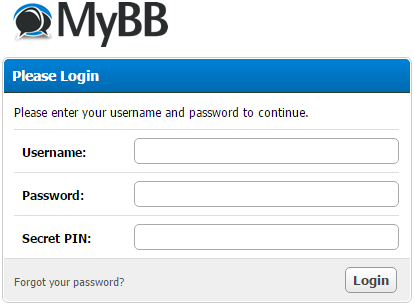 MyBB
Please Login
Please enter your username and password to continue.
Username:
Password:
Secret PIN:
Forgot your password?
Login